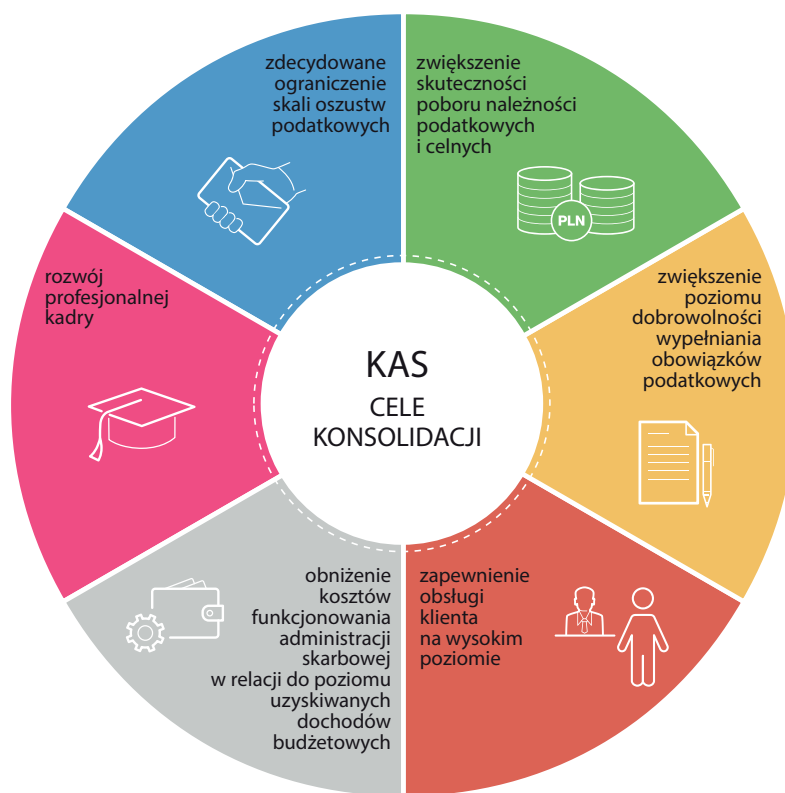 zdecydowane
ograniczenie
skali oszustw
podatkowych
zwiększenie
skuteczności
poboru należności
podatkowych
i celnych
PLN
zwiększenie
poziomu
dobrowolności
wypełniania
obowiązków
podatkowych
zapewnienie
obsługi
klienta
na wysokim
poziomie
obniżenie
kosztów
funkcjonowania
administracji
skarbowej
w relacji do poziomu
uzyskiwanych
dochodów
budżetowych
rozwój
profesjonalnej
kadry
KAS
CELE
KONSOLIDACJI